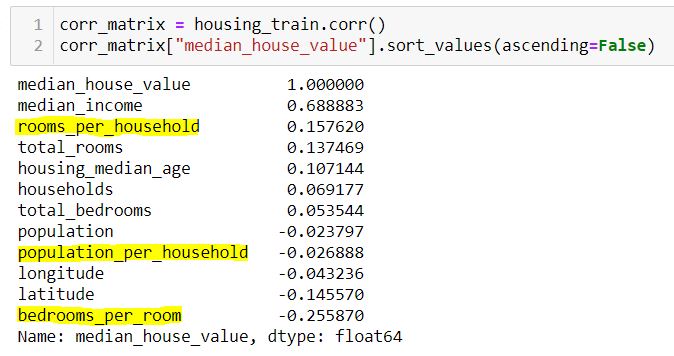 1 corr_matrix = housing_train.corr()
2 corr_matrix["median_house_value"].sort_values(ascending=False)
median_house_value 1.000000
median_income 0.688883
rooms_per_household 0.157620
total_rooms 0.137469
housing_median_age 0.107144
households 0.069177
total_bedrooms 0.053544
population -0.023797
population_per_household -0.026888
longitude -0.043236
latitude -0.145570
bedrooms_per_room -0.255870
Name: median_house_value, dtype: float64